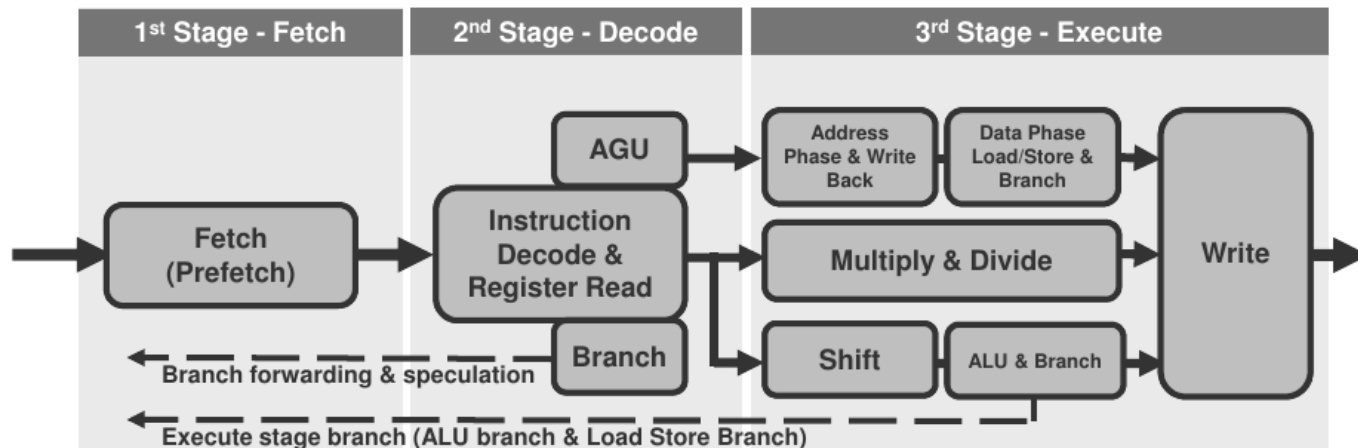 1st Stage - Fetch
2nd Stage - Decode
3rd Stage - Execute
AGU
Address
Phase & Write
Back
Data Phase
Load/Store &
Branch
Fetch
(Prefetch)
Instruction
Decode &
Register Read
Multiply & Divide
Write
Branch
Shift
ALU & Branch
Branch forwarding & speculation
Execute stage branch (ALU branch & Load Store Branch)